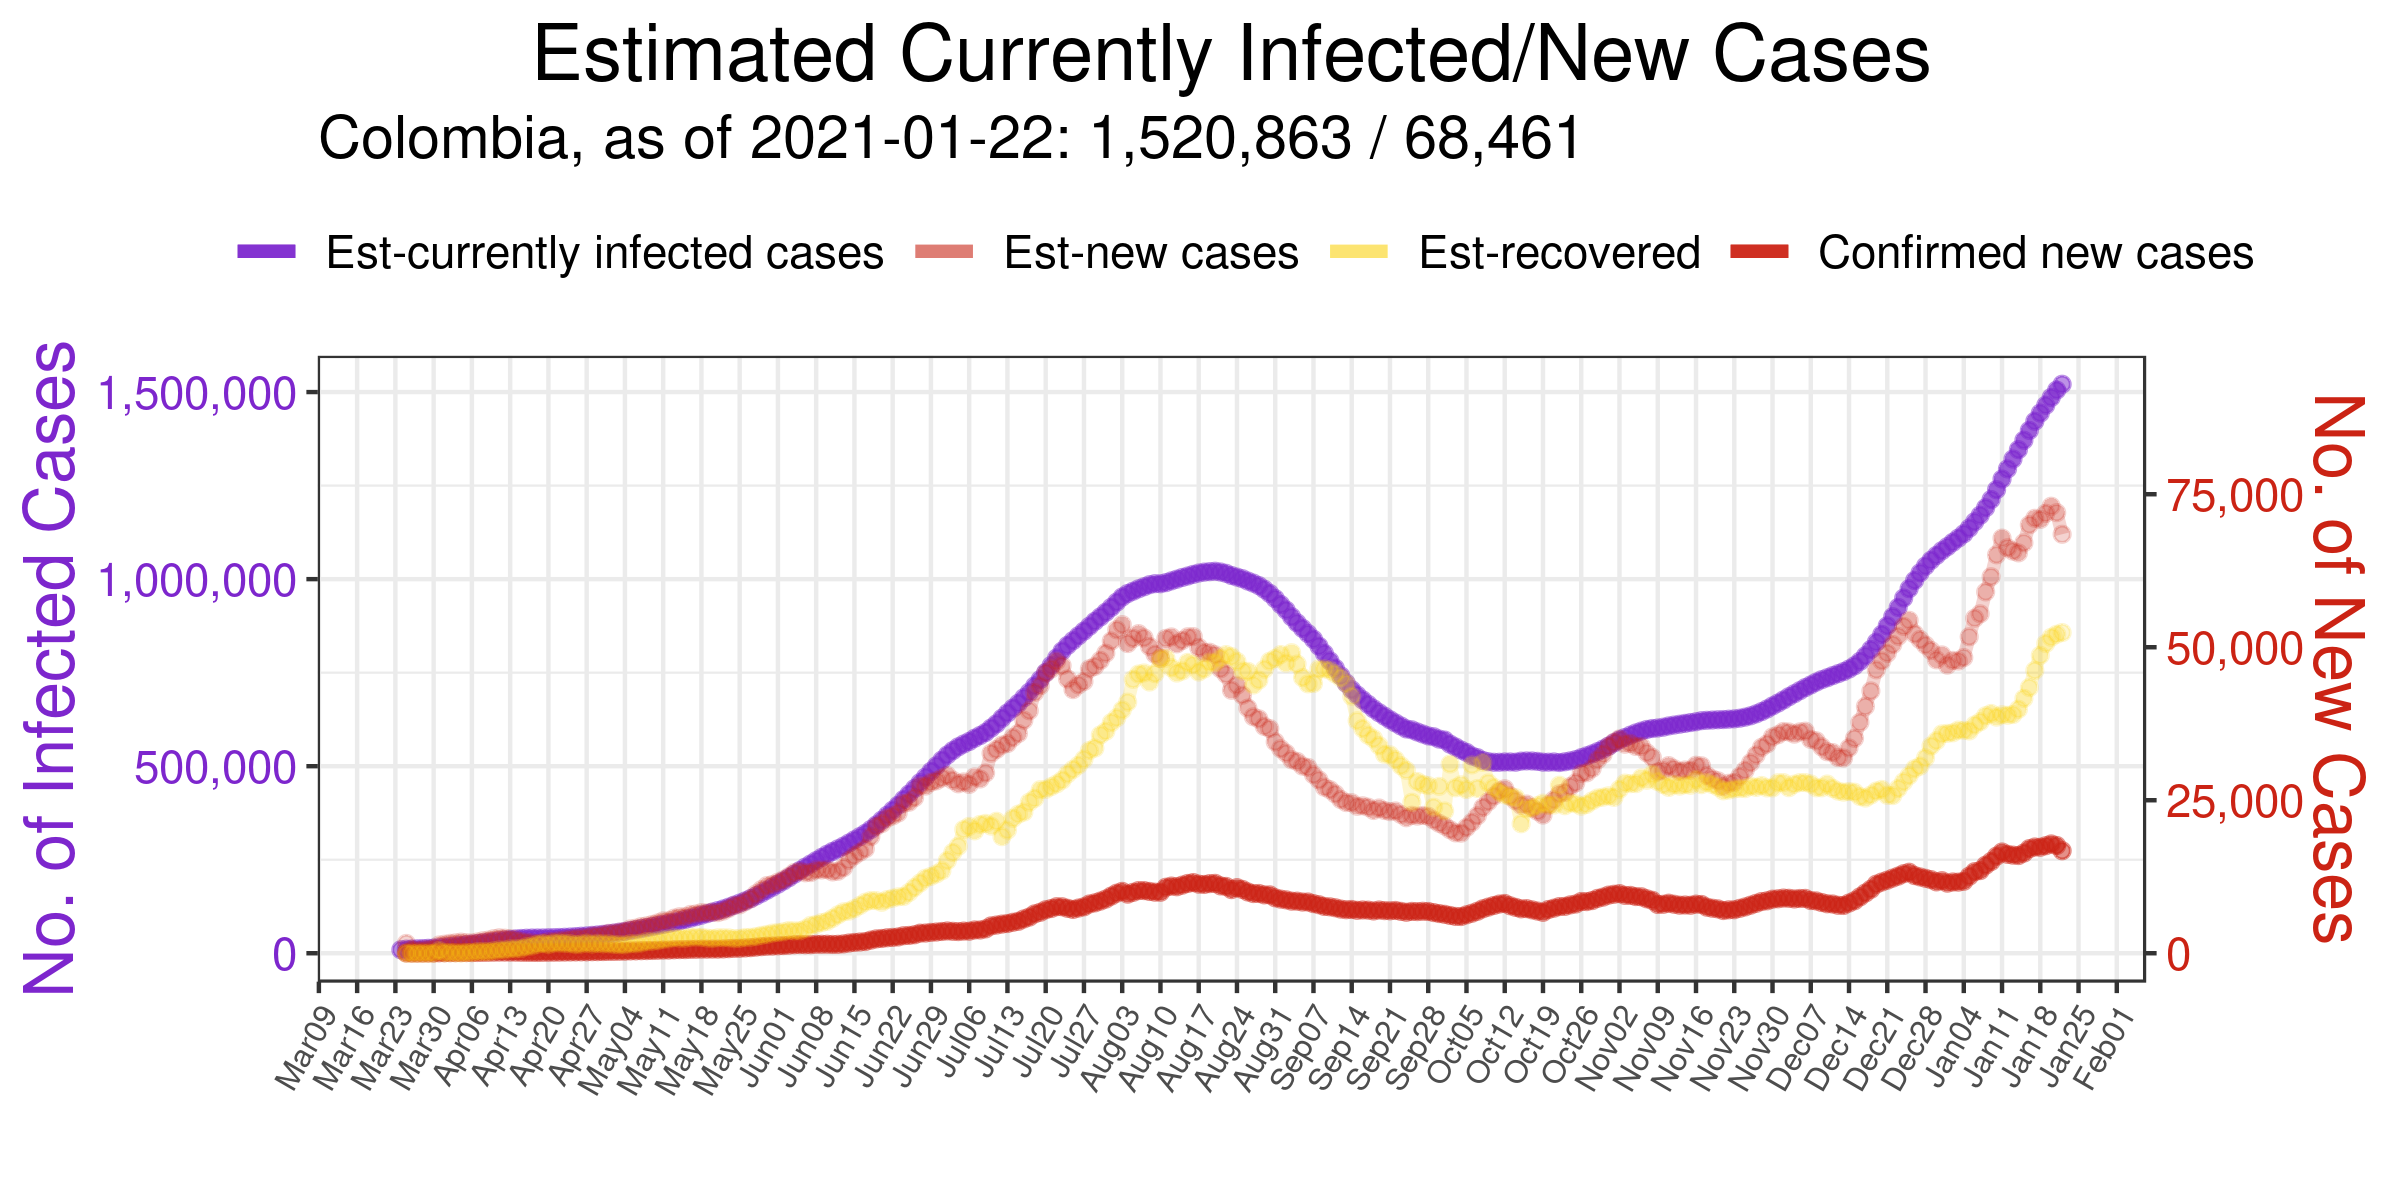 Estimated Currently Infected/New Cases
Colombia, as of 2021-01-22: 1,520,863 / 68,461
Est-currently infected cases Est-new cases Est-recovered Confirmed new cases
No. of Infected Cases
1,500,000
1,000,000
500,000
0
75,000
50,000
25,000
0
No. of New Cases
Mar09 Mar16 Mar23 Mar30 Apr06 Apr13 Apr20 Apr27 May04 May11 May18 May25 Jun01 Jun08 Jun15 Jun22 Jun29 Jul06 Jul13 Jul20 Jul27 Aug03 Aug10 Aug17 Aug24 Aug31 Sep07 Sep14 Sep21 Sep28 Oct05 Oct12 Oct19 Oct26 Nov02 Nov09 Nov16 Nov23 Nov30 Dec07 Dec14 Dec21 Dec28 Jan04 Jan11 Jan18 Jan25 Feb01